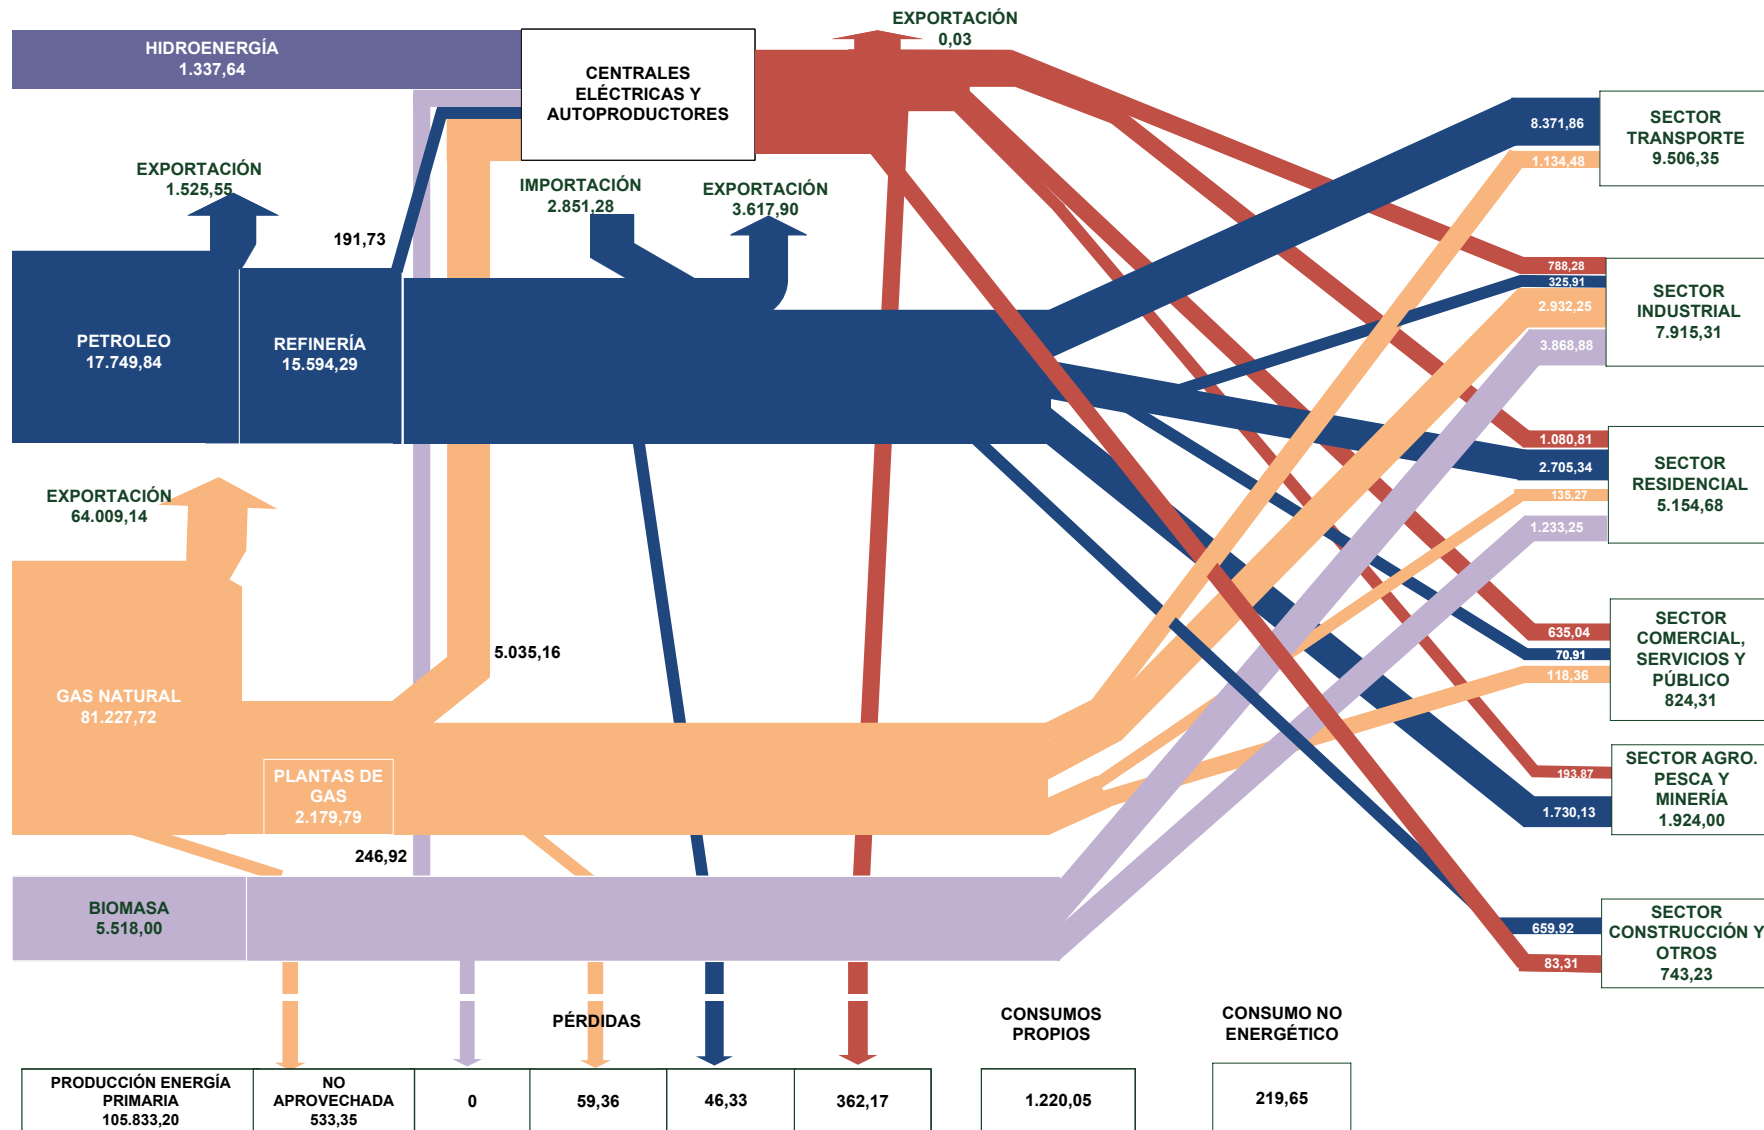 EXPORTACIÓN
0,03
HIDROENERGÍA
1.337,64
CENTRALES
ELÉCTRICAS Y
AUTOPRODUCTORES
EXPORTACIÓN
1.525,55
IMPORTACIÓN
2.851,28
EXPORTACIÓN
3.617,90
191,73
PETROLEO
17.749,84
REFINERÍA
15.594,29
EXPORTACIÓN
64.009,14
GAS NATURAL
81.227,72
5.035,16
PLANTAS DE
GAS
2.179,79
246,92
BIOMASA
5.518,00
8.371,86
1.134,48
SECTOR
TRANSPORTE
9.506,35
788,28
325,91
2.932,25
3.868,88
SECTOR
INDUSTRIAL
7.915,31
1.080,81
2.705,34
135,27
1.233,25
SECTOR
RESIDENCIAL
5.154,68
635,04
70,91
118,36
SECTOR
COMERCIAL,
SERVICIOS Y
PÚBLICO
824,31
193,87
1.730,13
SECTOR AGRO.
PESCA Y
MINERÍA
1.924,00
659,92
83,31
SECTOR
CONSTRUCCIÓN Y
OTROS
743,23
PÉRDIDAS
CONSUMOS
PROPIOS
CONSUMO NO
ENERGÉTICO
PRODUCCIÓN ENERGÍA
PRIMARIA
105.833,20
NO
APROVECHADA
533,35
0
59,36
46,33
362,17
1.220,05
219,65